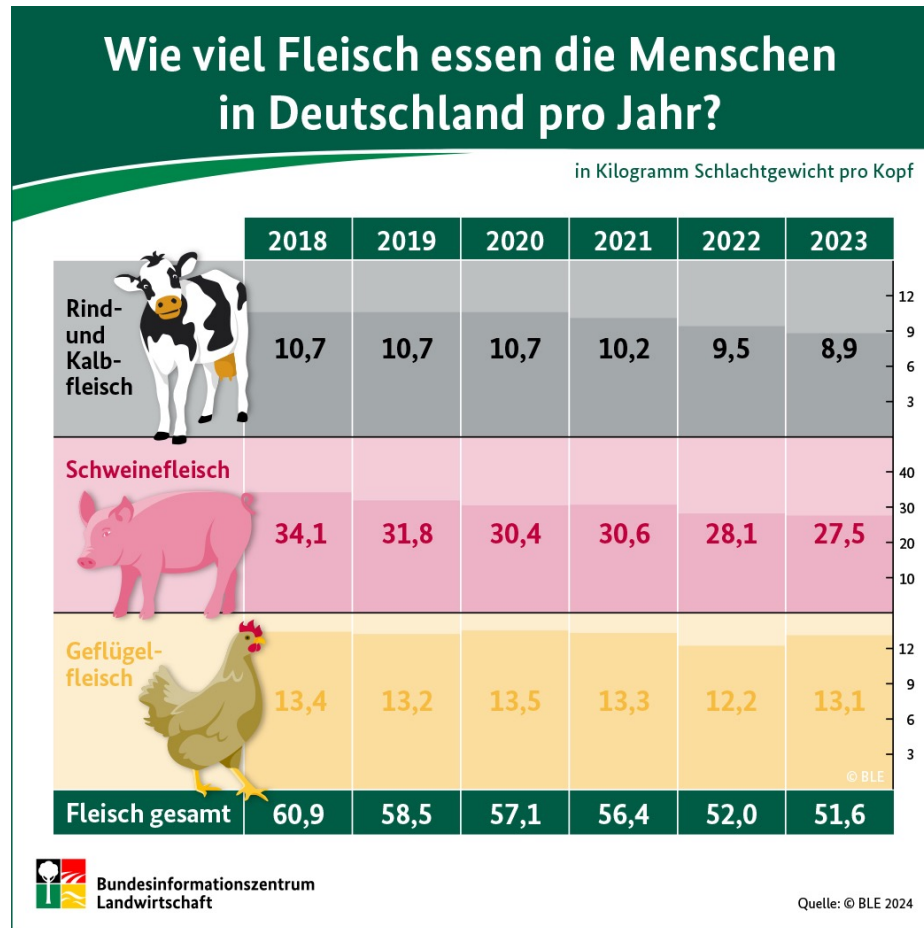 Wie viel Fleisch essen die Menschen
in Deutschland pro Jahr?
in Kilogramm Schlachtgewicht pro Kopf
2018 2019 2020 2021 2022 2023
Rind-
und
Kalb-
fleisch
10,7 10,7 10,7 10,2 9,5 8,9
12
9
6
3
Schweinefleisch
34,1 31,8 30,4 30,6 28,1 27,5
40
30
20
10
Geflügel-
fleisch
13,4 13,2 13,5 13,3 12,2 13,1
12
9
6
3
© BLE
Fleisch gesamt 60,9 58,5 57,1 56,4 52,0 51,6
Bundesinformationszentrum
Landwirtschaft
Quelle: © BLE 2024